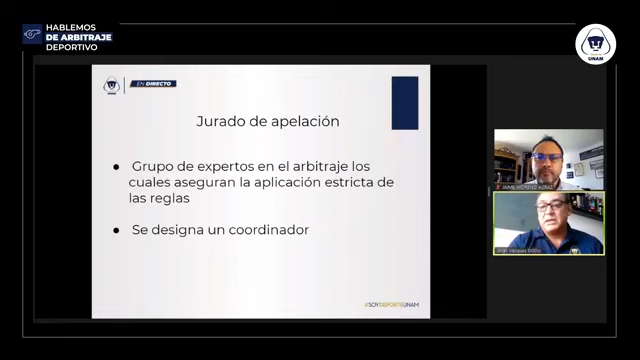 HABLEMOS
DE ARBITRAJE
DEPORTIVO
UNAM
UNAM
EN DIRECTO
Jurado de apelación
● Grupo de expertos en el arbitraje los
cuales aseguran la aplicación estricta de
las reglas
● Se designa un coordinador
#SOYDEPORTEUNAM